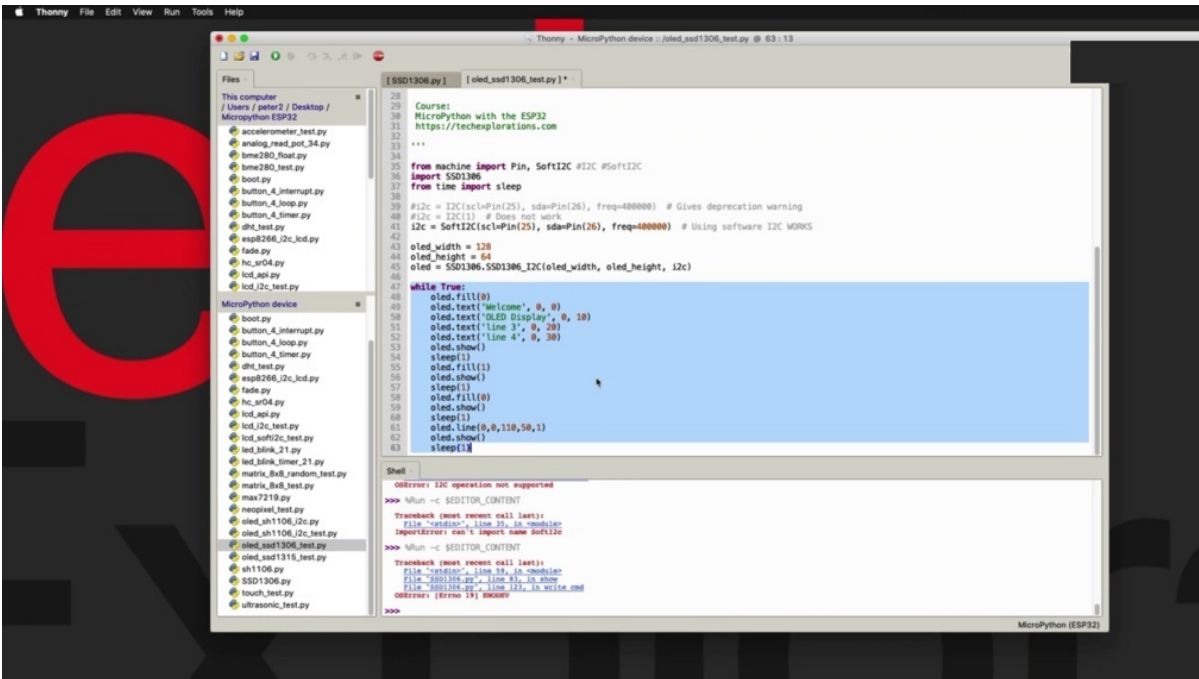 Thonny File Edit View Run Tools Help
Thonny - MicroPython device :: /oled_ssd1306_test.py @ 63 : 13
Files
This computer
/ Users / peter2 / Desktop /
Micropython ESP32
accelerometer_test.py
analog_read_pot_34.py
bme280_float.py
bme280_test.py
boot.py
button_4_interrupt.py
button_4_loop.py
button_4_timer.py
dht_test.py
esp8266_i2c_lcd.py
fade.py
hc_sr04.py
lcd_api.py
lcd_i2c_test.py
MicroPython device
boot.py
button_4_interrupt.py
button_4_loop.py
button_4_timer.py
dht_test.py
esp8266_i2c_lcd.py
fade.py
hc_sr04.py
lcd_api.py
lcd_i2c_test.py
lcd_softi2c_test.py
led_blink_21.py
led_blink_timer_21.py
matrix_8x8_random_test.py
matrix_8x8_test.py
max7219.py
neopixel_test.py
oled_sh1106_i2c.py
oled_sh1106_i2c_test.py
oled_ssd1306_test.py
oled_ssd1315_test.py
sh1106.py
SSD1306.py
touch_test.py
ultrasonic_test.py
[ SSD1306.py ] [ oled_ssd1306_test.py ] *
28
29 Course:
30 MicroPython with the ESP32
31 https://techexplorations.com
32
33 '''
34
35 from machine import Pin, SoftI2C #I2C #SoftI2C
36 import SSD1306
37 from time import sleep
38
39 #i2c = I2C(scl=Pin(25), sda=Pin(26), freq=400000) # Gives deprecation warning
40 #i2c = I2C(1) # Does not work
41 i2c = SoftI2C(scl=Pin(25), sda=Pin(26), freq=400000) # Using software I2C WORKS
42
43 oled_width = 128
44 oled_height = 64
45 oled = SSD1306.SSD1306_I2C(oled_width, oled_height, i2c)
46
47 while True:
48 oled.fill(0)
49 oled.text('Welcome', 0, 0)
50 oled.text('OLED Display', 0, 10)
51 oled.text('line 3', 0, 20)
52 oled.text('line 4', 0, 30)
53 oled.show()
54 sleep(1)
55 oled.fill(1)
56 oled.show()
57 sleep(1)
58 oled.fill(0)
59 oled.show()
60 sleep(1)
61 oled.line(0,0,110,50,1)
62 oled.show()
63 sleep(1)
Shell
OSError: I2C operation not supported
>>> %Run -c $EDITOR_CONTENT
Traceback (most recent call last):
File "<stdin>", line 35, in <module>
ImportError: can't import name SoftI2c
>>> %Run -c $EDITOR_CONTENT
Traceback (most recent call last):
File "<stdin>", line 59, in <module>
File "SSD1306.py", line 83, in show
File "SSD1306.py", line 123, in write_cmd
OSError: [Errno 19] ENODEV
>>>
MicroPython (ESP32)